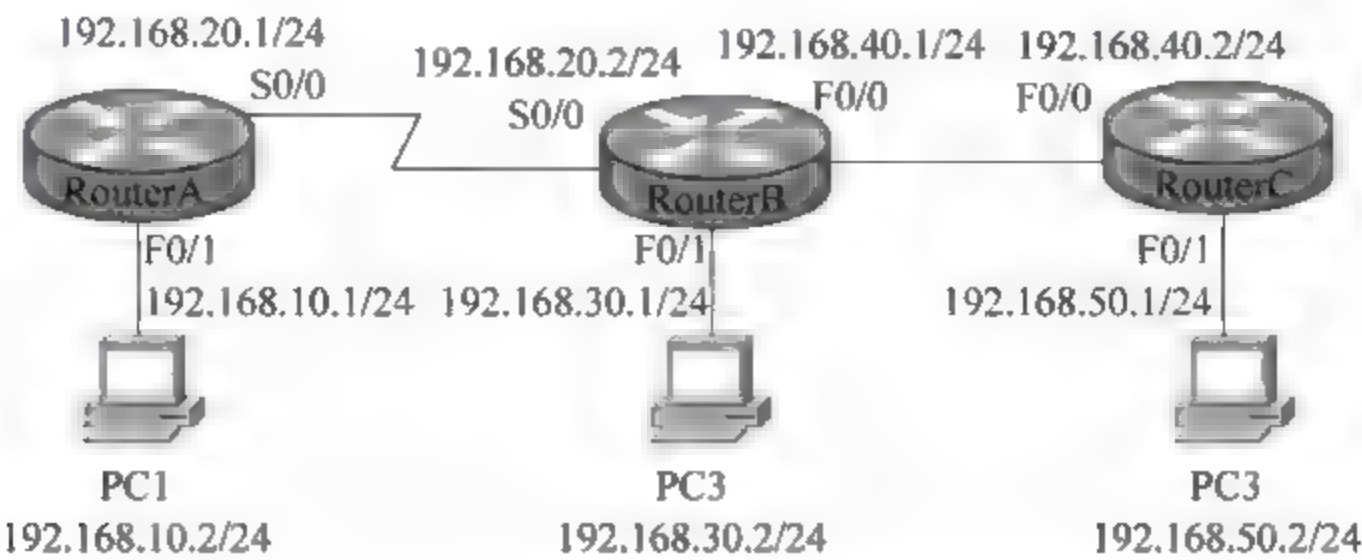 192.168.20.1/24
S0/0
192.168.20.2/24
S0/0
192.168.40.1/24
F0/0
192.168.40.2/24
F0/0
RouterA
RouterB
RouterC
F0/1
192.168.10.1/24
F0/1
192.168.30.1/24
F0/1
192.168.50.1/24
PC1
PC3
PC3
192.168.10.2/24
192.168.30.2/24
192.168.50.2/24